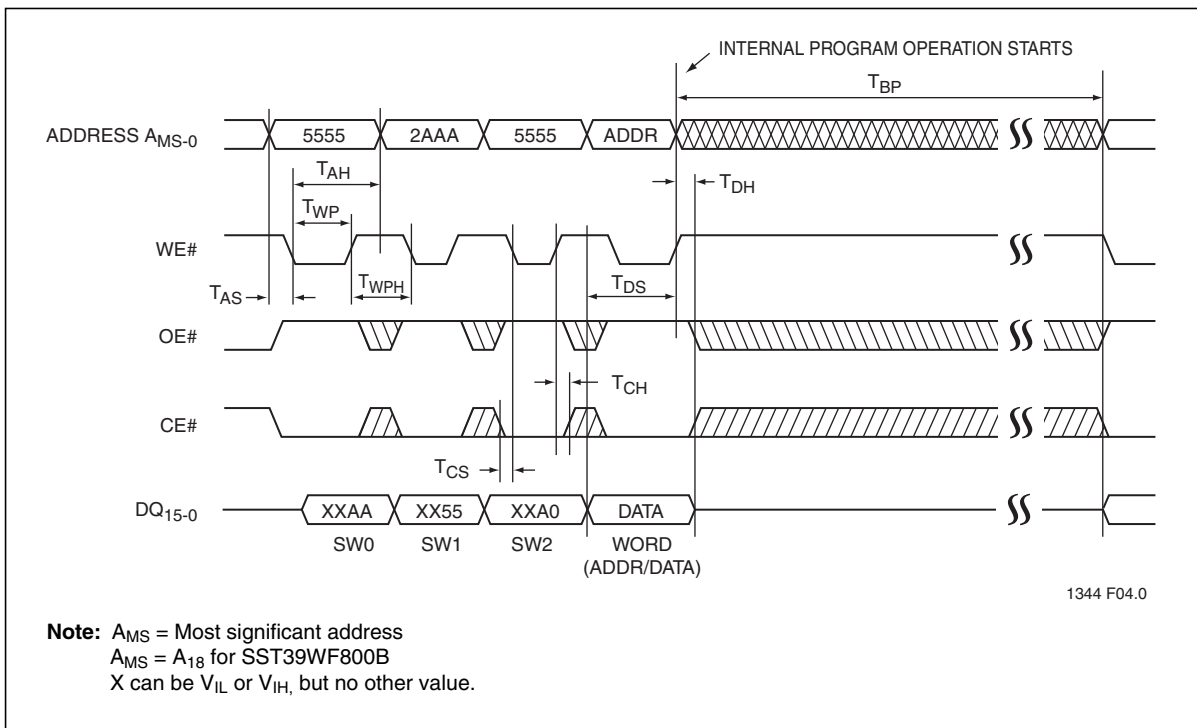 INTERNAL PROGRAM OPERATION STARTS
TBP
ADDRESS AMS-0
5555
2AAA
5555
ADDR
TAH
TDH
TWP
WE#
TAS
TWPH
TDS
OE#
TCH
CE#
TCS
DQ15-0
XXAA
XX55
XXA0
DATA
SW0
SW1
SW2
WORD
(ADDR/DATA)
1344 F04.0
Note: AMS = Most significant address
AMS = A18 for SST39WF800B
X can be VIL or VIH, but no other value.